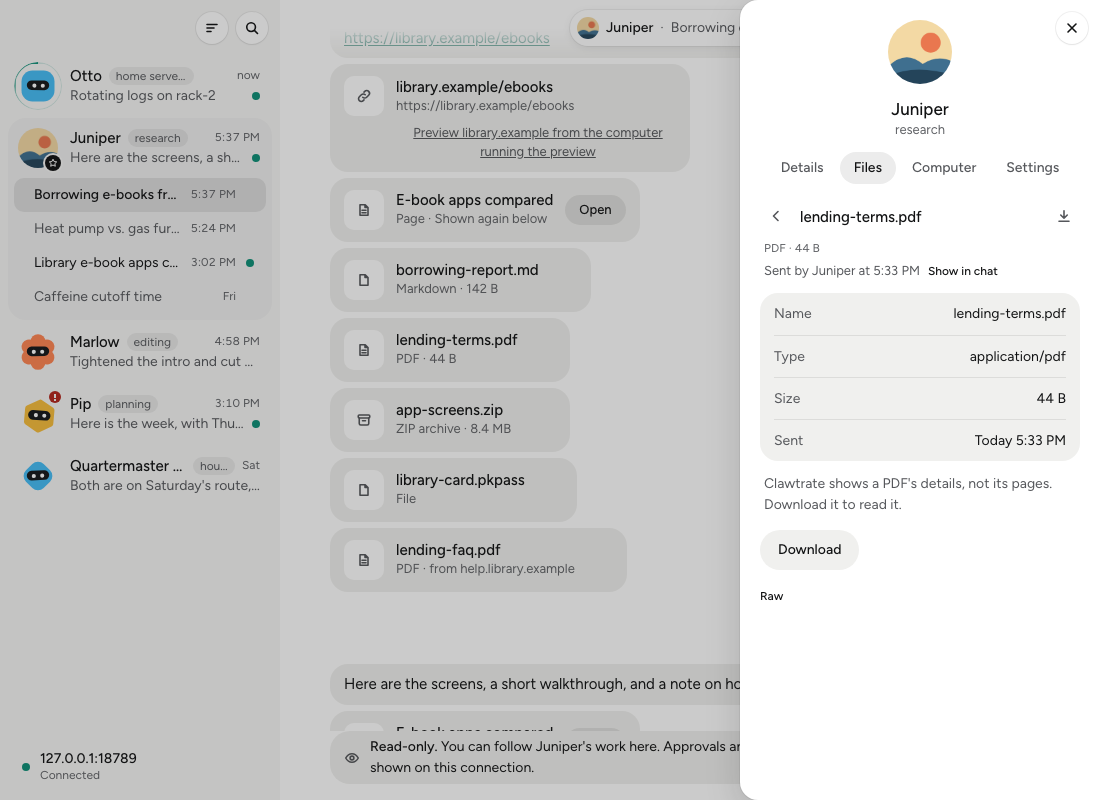 Otto
home serve...
now
Rotating logs on rack-2
Juniper
research
5:37 PM
Here are the screens, a sh...
Borrowing e-books fr...
5:37 PM
Heat pump vs. gas fur...
5:24 PM
Library e-book apps c...
3:02 PM
Caffeine cutoff time
Fri
Marlow
editing
4:58 PM
Tightened the intro and cut ...
Pip
planning
3:10 PM
Here is the week, with Thu...
Quartermaster ...
hou...
Sat
Both are on Saturday's route,...
127.0.0.1:18789
Connected
Juniper · Borrowing
https://library.example/ebooks
library.example/ebooks
https://library.example/ebooks
Preview library.example from the computer
running the preview
E-book apps compared
Page · Shown again below
Open
borrowing-report.md
Markdown · 142 B
lending-terms.pdf
PDF · 44 B
app-screens.zip
ZIP archive · 8.4 MB
library-card.pkpass
File
lending-faq.pdf
PDF · from help.library.example
Here are the screens, a short walkthrough, and a note on
E-book apps compared
Read-only. You can follow Juniper's work here. Approvals
shown on this connection.
Juniper
research
Details
Files
Computer
Settings
lending-terms.pdf
PDF · 44 B
Sent by Juniper at 5:33 PM
Show in chat
Name
lending-terms.pdf
Type
application/pdf
Size
44 B
Sent
Today 5:33 PM
Clawtrate shows a PDF's details, not its pages.
Download it to read it.
Download
Raw